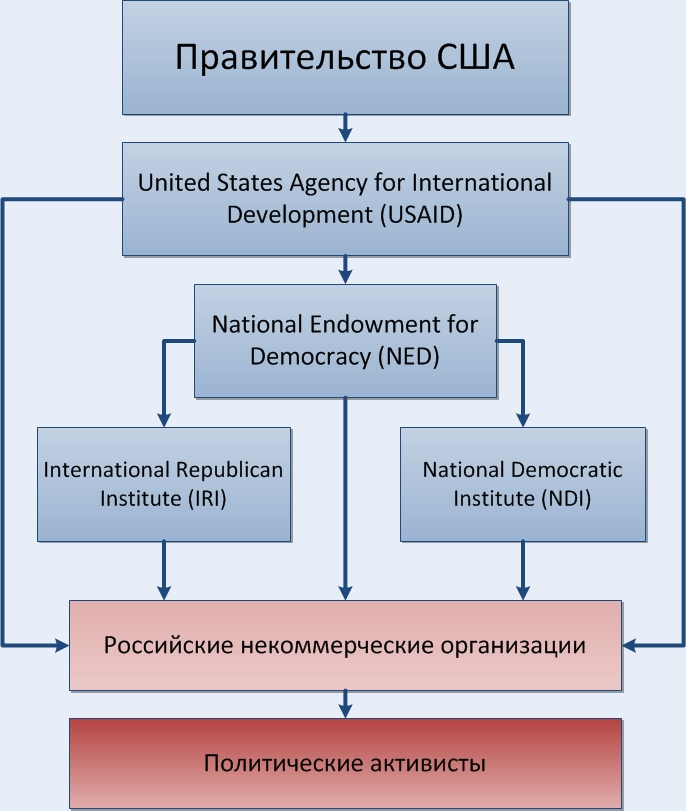 Правительство США
United States Agency for International
Development (USAID)
National Endowment for
Democracy (NED)
International Republican
Institute (IRI)
National Democratic
Institute (NDI)
Российские некоммерческие организации
Политические активисты